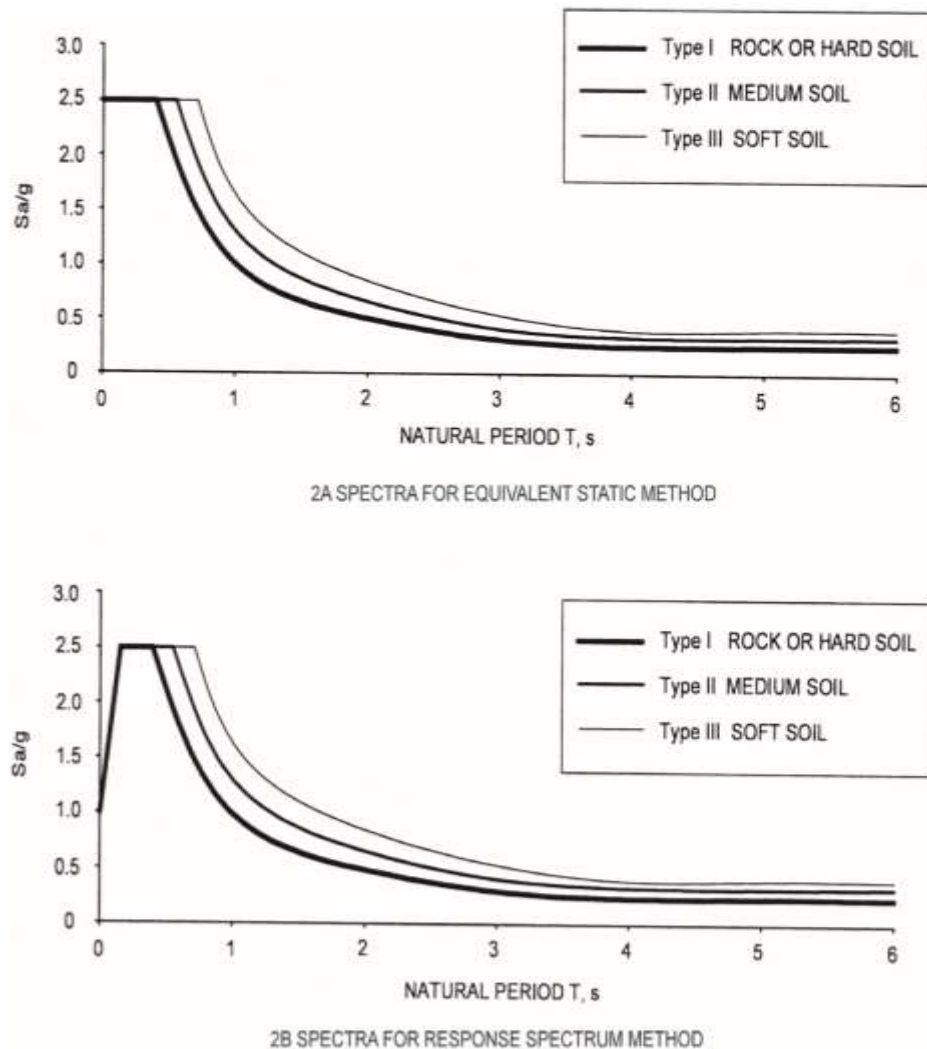 3.0
2.5
2.0
1.5
1.0
0.5
0
Sa/g
Type I ROCK OR HARD SOIL
Type II MEDIUM SOIL
Type III SOFT SOIL
0 1 2 3 4 5 6
NATURAL PERIOD T, s
2A SPECTRA FOR EQUIVALENT STATIC METHOD
3.0
2.5
2.0
1.5
1.0
0.5
0
Sa/g
Type I ROCK OR HARD SOIL
Type II MEDIUM SOIL
Type III SOFT SOIL
0 1 2 3 4 5 6
NATURAL PERIOD T, s
2B SPECTRA FOR RESPONSE SPECTRUM METHOD